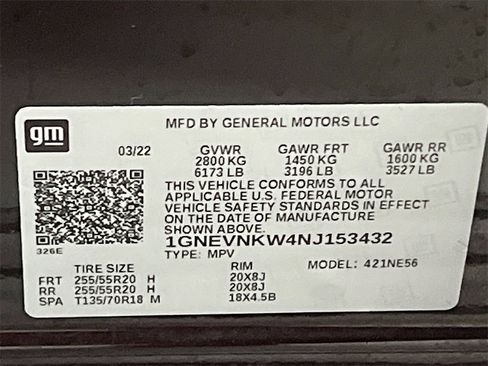 gm
MFD BY GENERAL MOTORS LLC
03/22 GVWR GAWR FRT GAWR RR
2800 KG 1450 KG 1600 KG
6173 LB 3196 LB 3527 LB
THIS VEHICLE CONFORMS TO ALL
APPLICABLE U.S. FEDERAL MOTOR
VEHICLE SAFETY STANDARDS IN EFFECT
ON THE DATE OF MANUFACTURE
SHOWN ABOVE.
326E 1GNEVNKW4NJ153432
TYPE: MPV MODEL: 421NE56
TIRE SIZE RIM
FRT 255/55R20 H 20X8J
RR 255/55R20 H 20X8J
SPA T135/70R18 M 18X4.5B